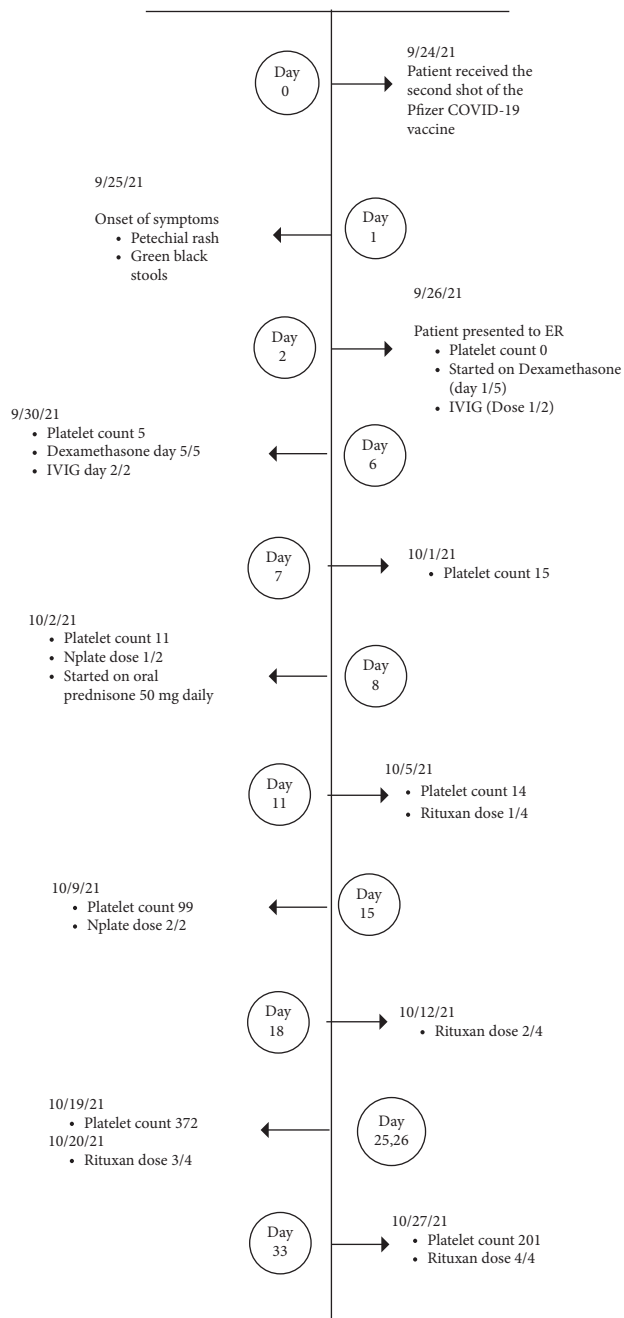 Day
0
9/24/21
Patient received the
second shot of the
Pfizer COVID-19
vaccine
9/25/21
Onset of symptoms
• Petechial rash
• Green black
stools
Day
1
Day
2
9/26/21
Patient presented to ER
• Platelet count 0
• Started on Dexamethasone
(day 1/5)
• IVIG (Dose 1/2)
9/30/21
• Platelet count 5
• Dexamethasone day 5/5
• IVIG day 2/2
Day
6
Day
7
10/1/21
• Platelet count 15
10/2/21
• Platelet count 11
• Nplate dose 1/2
• Started on oral
prednisone 50 mg daily
Day
8
Day
11
10/5/21
• Platelet count 14
• Rituxan dose 1/4
10/9/21
• Platelet count 99
• Nplate dose 2/2
Day
15
Day
18
10/12/21
• Rituxan dose 2/4
10/19/21
• Platelet count 372
10/20/21
• Rituxan dose 3/4
Day
25,26
Day
33
10/27/21
• Platelet count 201
• Rituxan dose 4/4